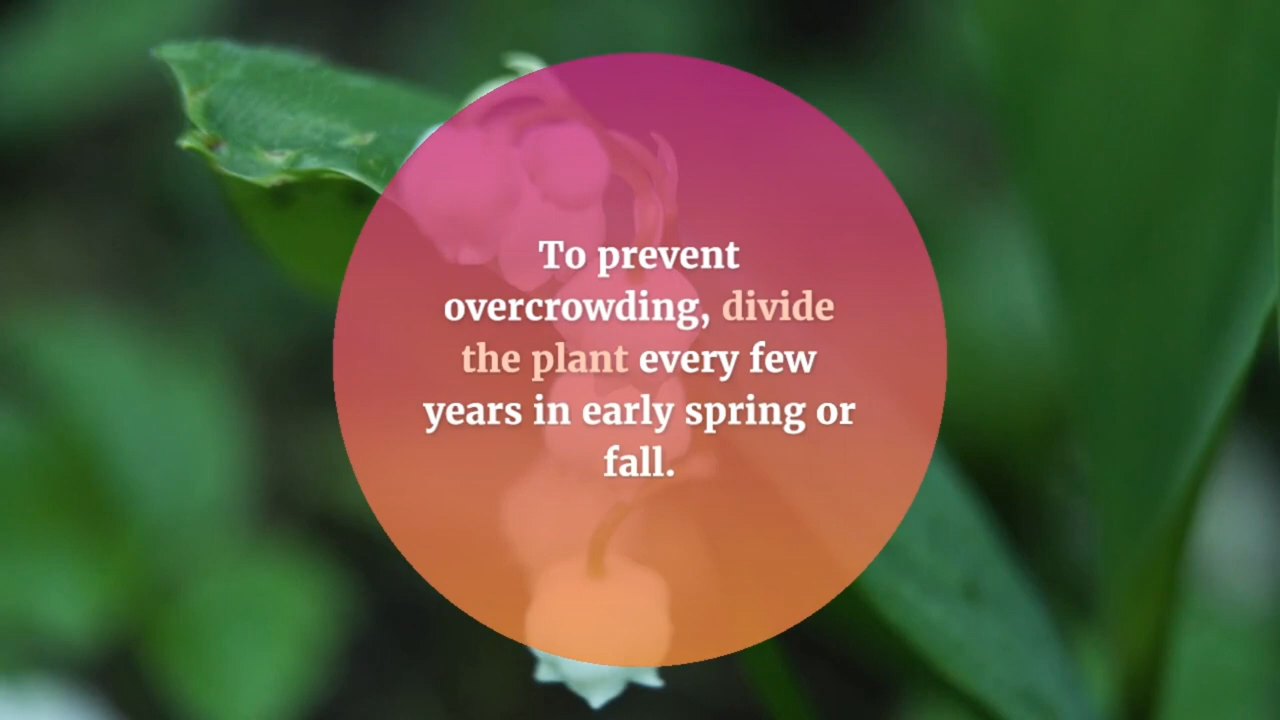 To prevent
overcrowding, divide
the plant every few
years in early spring or
fall.